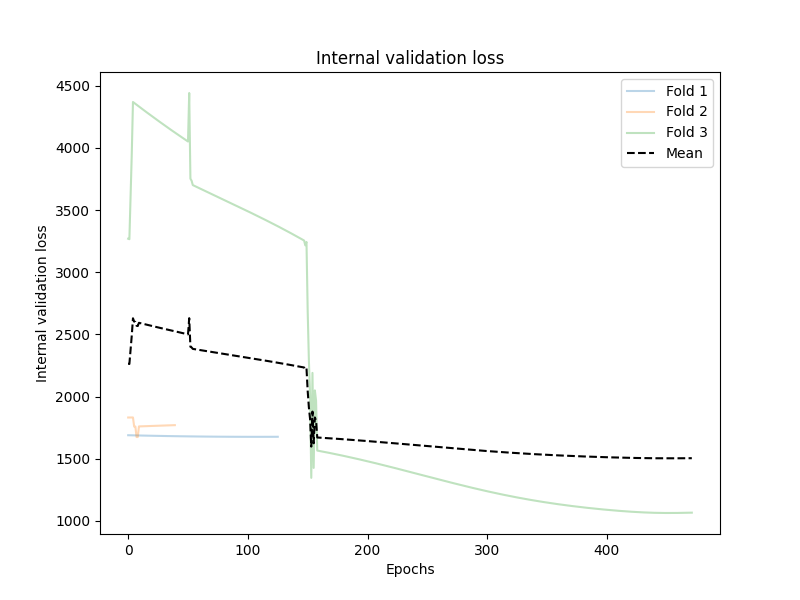 Internal validation loss
Fold 1
Fold 2
Fold 3
Mean
Internal validation loss
4500
4000
3500
3000
2500
2000
1500
1000
0
100
200
300
400
Epochs